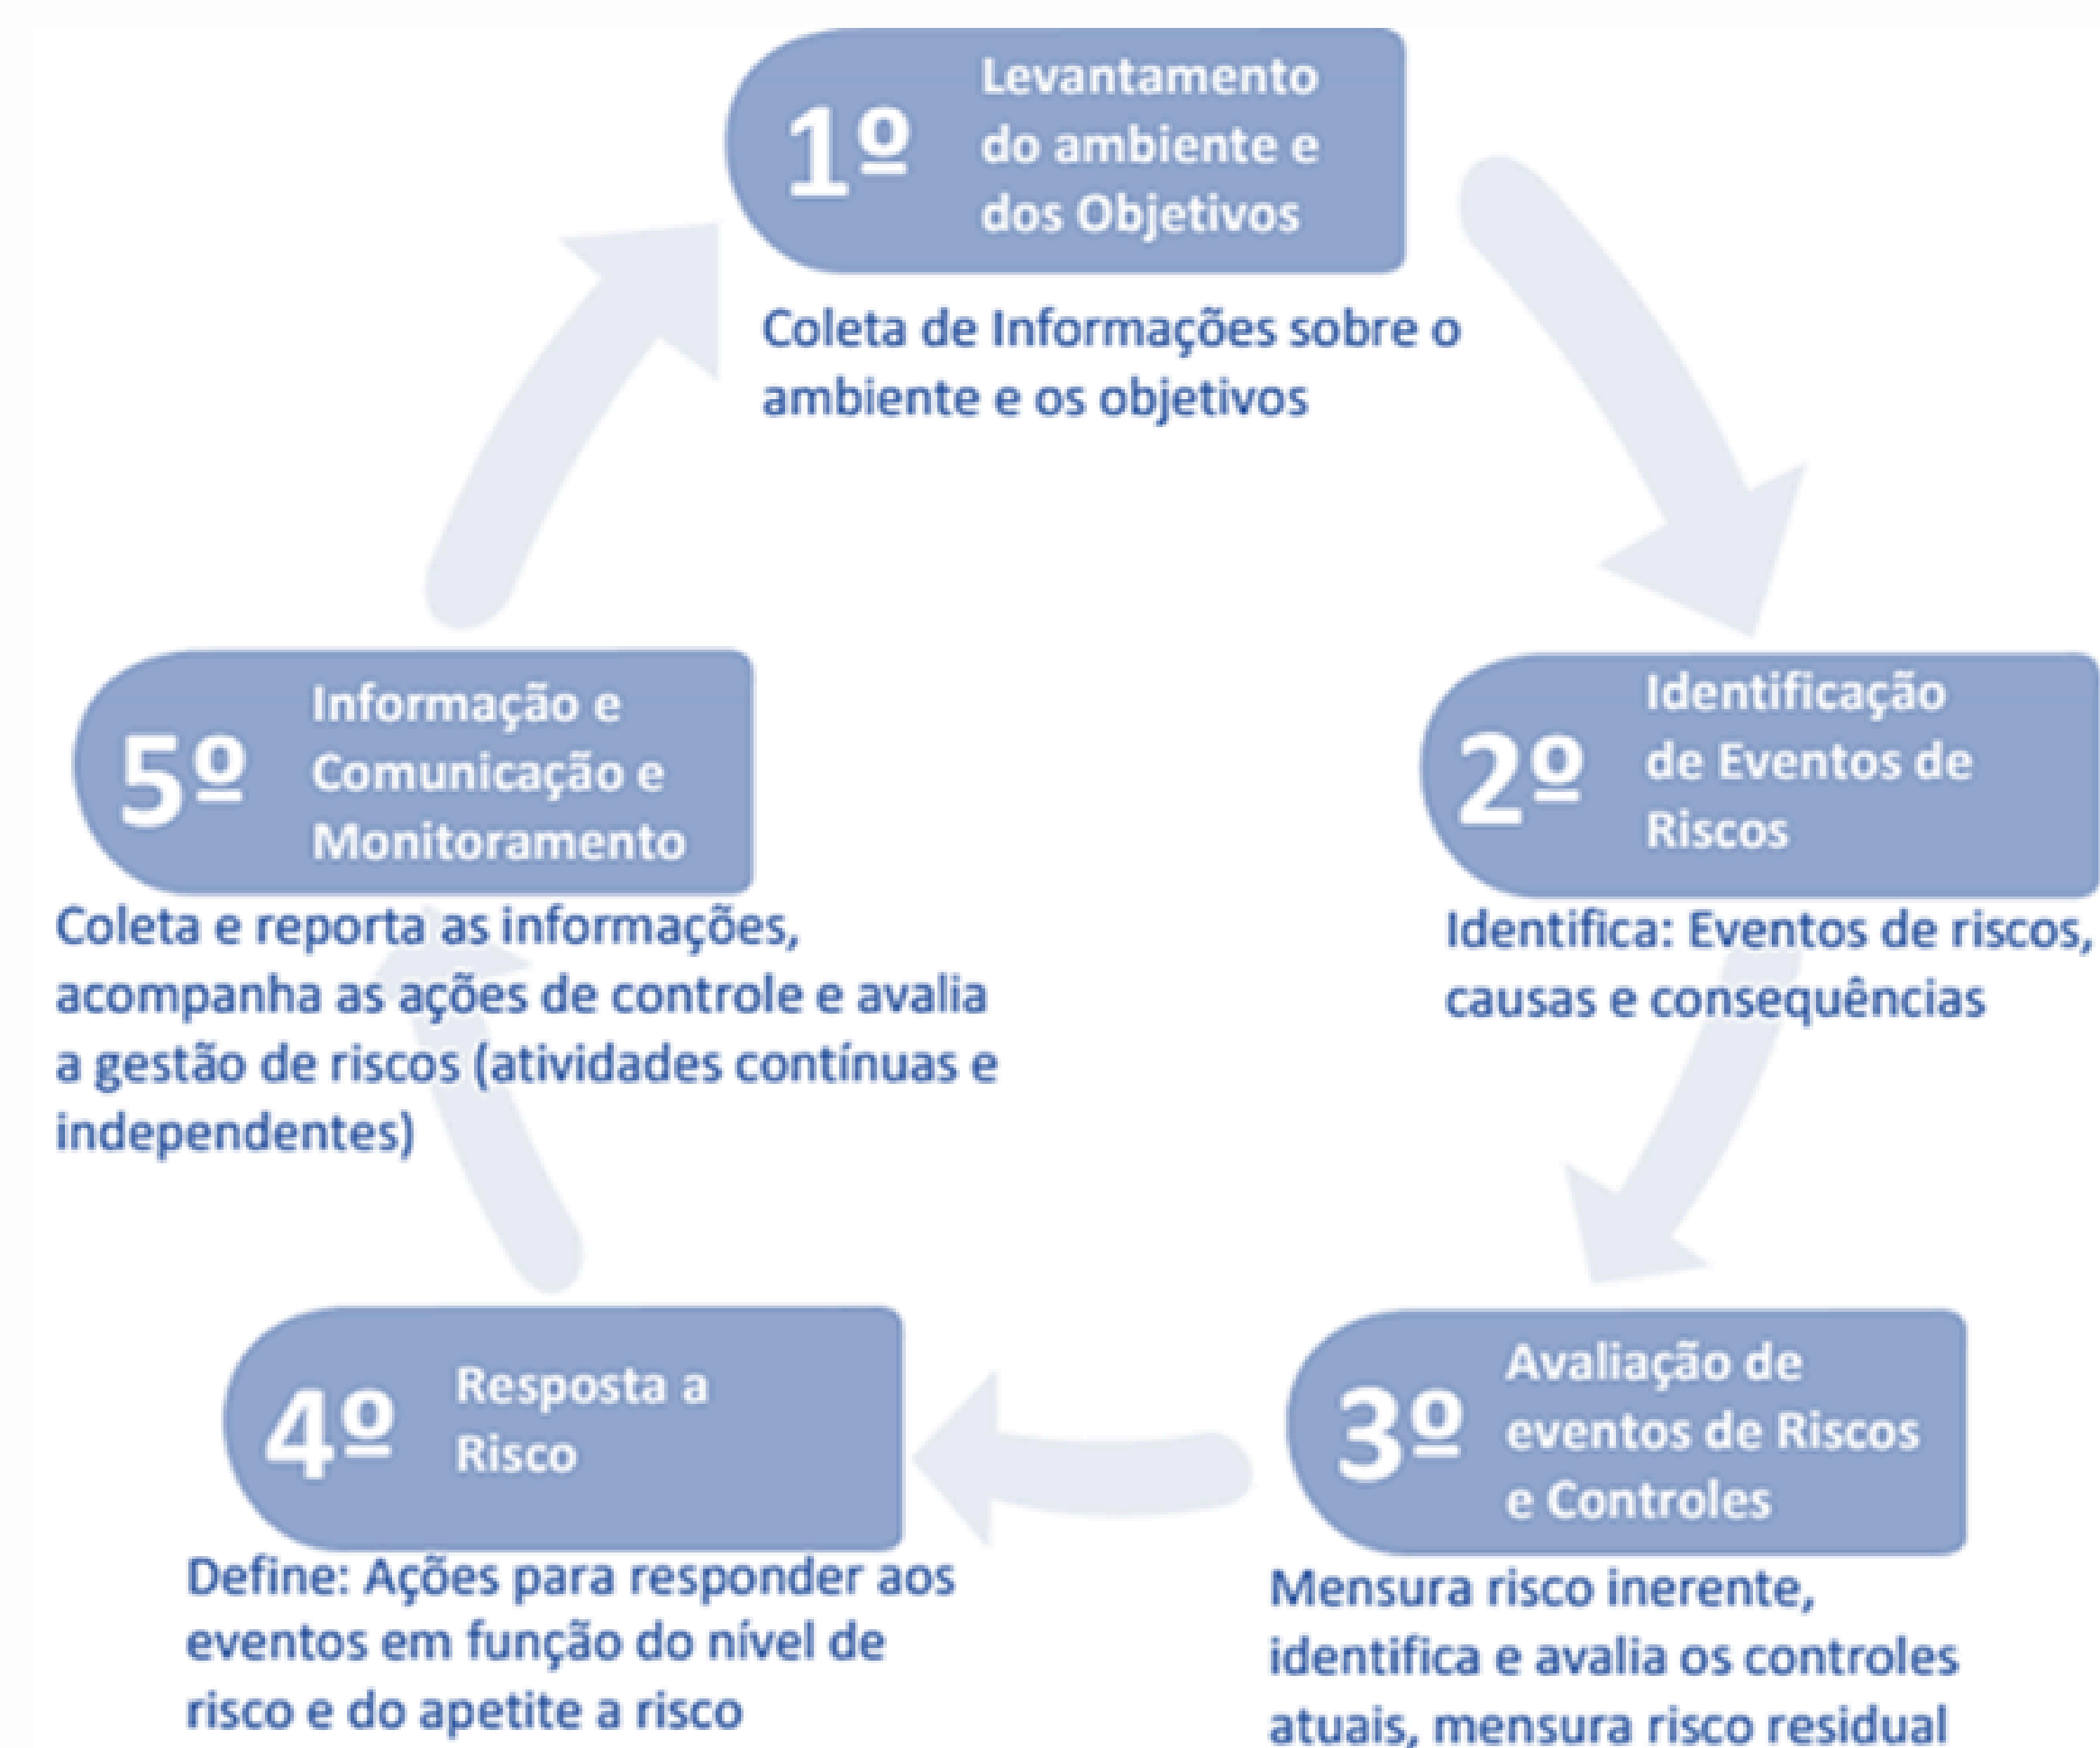 1º
Levantamento
do ambiente e
dos Objetivos
Coleta de Informações sobre o
ambiente e os objetivos
2º
Identificação
de Eventos de
Riscos
Identifica: Eventos de riscos,
causas e consequências
3º
Avaliação de
eventos de Riscos
e Controles
Mensura risco inerente,
identifica e avalia os controles
atuais, mensura risco residual
4º
Resposta a
Risco
Define: Ações para responder aos
eventos em função do nível de
risco e do apetite a risco
5º
Informação e
Comunicação e
Monitoramento
Coleta e reporta as informações,
acompanha as ações de controle e avalia
a gestão de riscos (atividades contínuas e
independentes)